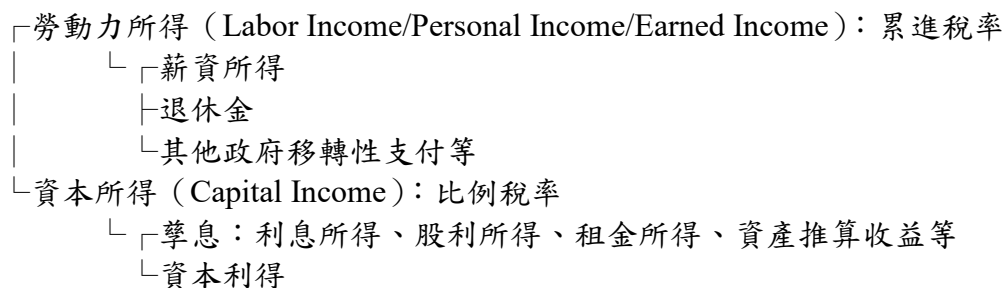 ┌勞動力所得（Labor Income/Personal Income/Earned Income）：累進稅率
│ └┌薪資所得
│ ├退休金
│ └其他政府移轉性支付等
└資本所得（Capital Income）：比例稅率
└┌孳息：利息所得、股利所得、租金所得、資產推算收益等
└資本利得